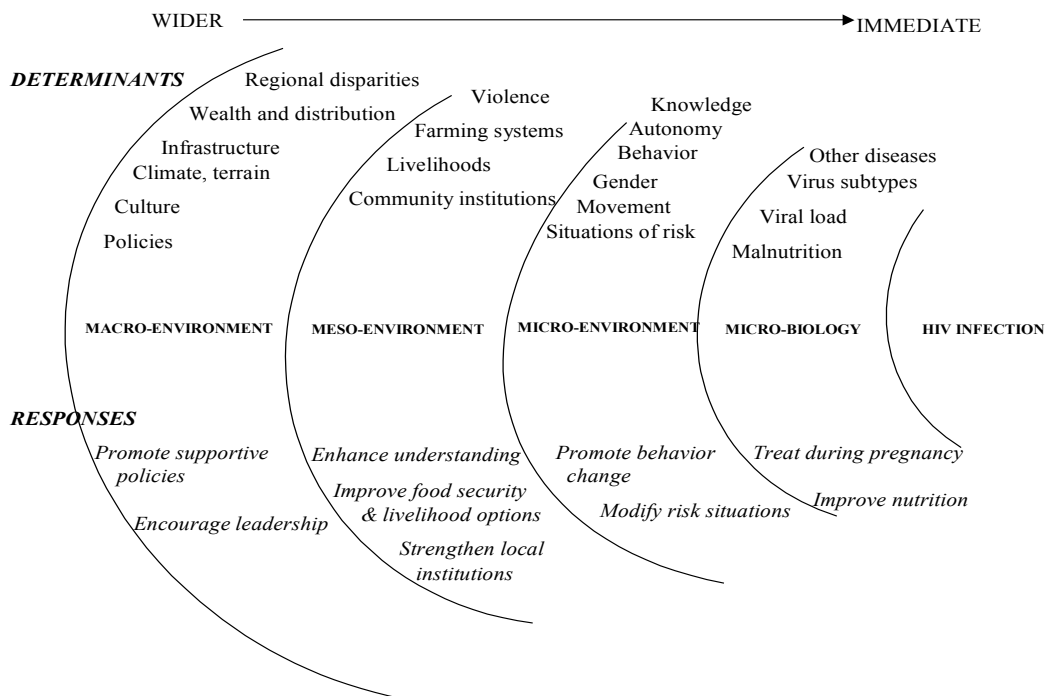 WIDER
IMMEDIATE
DETERMINANTS
Regional disparities
Wealth and distribution
Infrastructure
Climate, terrain
Culture
Policies
Violence
Farming systems
Livelihoods
Community institutions
Knowledge
Autonomy
Behavior
Gender
Movement
Situations of risk
Other diseases
Virus subtypes
Viral load
Malnutrition
MACRO-ENVIRONMENT
MESO-ENVIRONMENT
MICRO-ENVIRONMENT
MICRO-BIOLOGY
HIV INFECTION
RESPONSES
Promote supportive
policies
Encourage leadership
Enhance understanding
Improve food security
& livelihood options
Strengthen local
institutions
Promote behavior
change
Modify risk situations
Treat during pregnancy
Improve nutrition